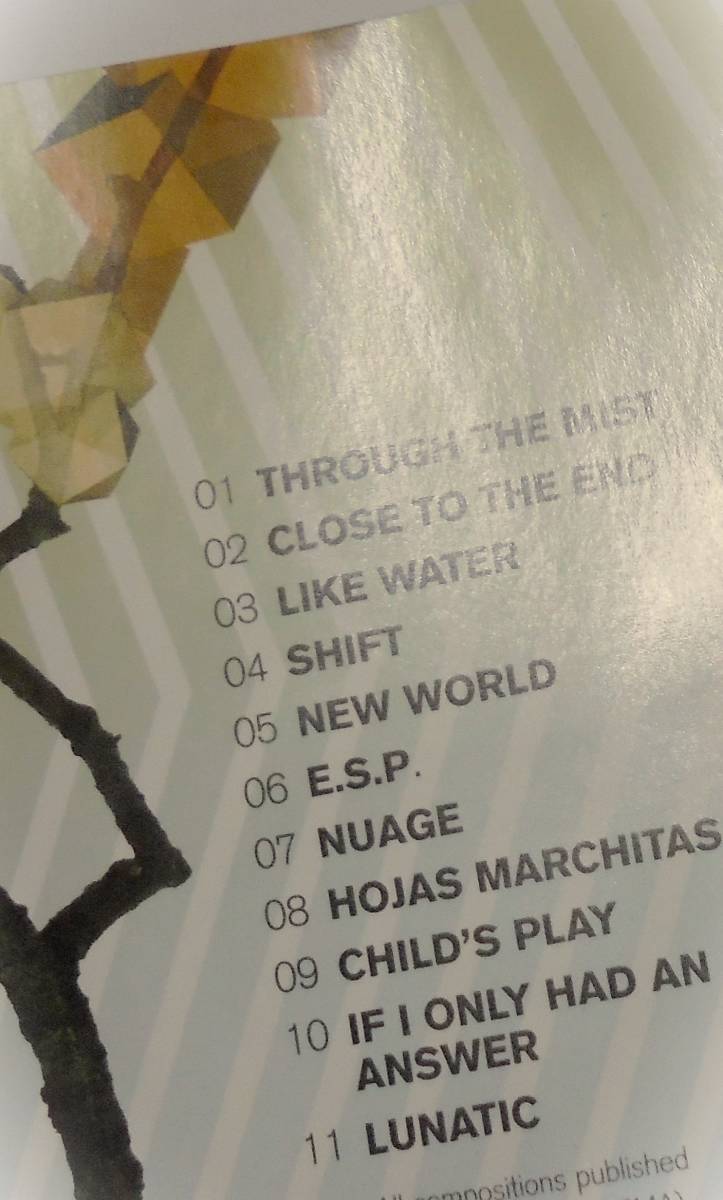 01 THROUGH THE MIST
02 CLOSE TO THE END
03 LIKE WATER
04 SHIFT
05 NEW WORLD
06 E.S.P.
07 NUAGE
08 HOJAS MARCHITAS
09 CHILD'S PLAY
10 IF I ONLY HAD AN
ANSWER
11 LUNATIC
compositions published